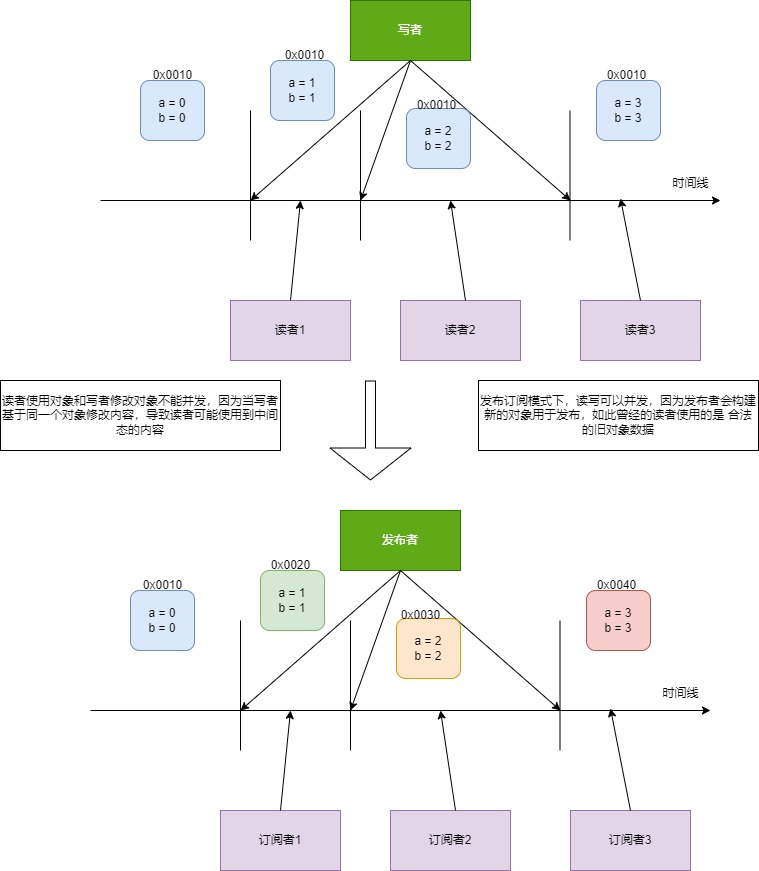 写者
0x0010
a = 0
b = 0
0x0010
a = 1
b = 1
0x0010
a = 2
b = 2
0x0010
a = 3
b = 3
时间线
读者1
读者2
读者3
读者使用对象和写者修改对象不能并发，因为当写者
基于同一个对象修改内容，导致读者可能使用到中间
态的内容
发布订阅模式下，读写可以并发，因为发布者会构建
新的对象用于发布，如此曾经的读者使用的是 合法
的旧对象数据
发布者
0x0010
a = 0
b = 0
0x0020
a = 1
b = 1
0x0030
a = 2
b = 2
0x0040
a = 3
b = 3
时间线
订阅者1
订阅者2
订阅者3